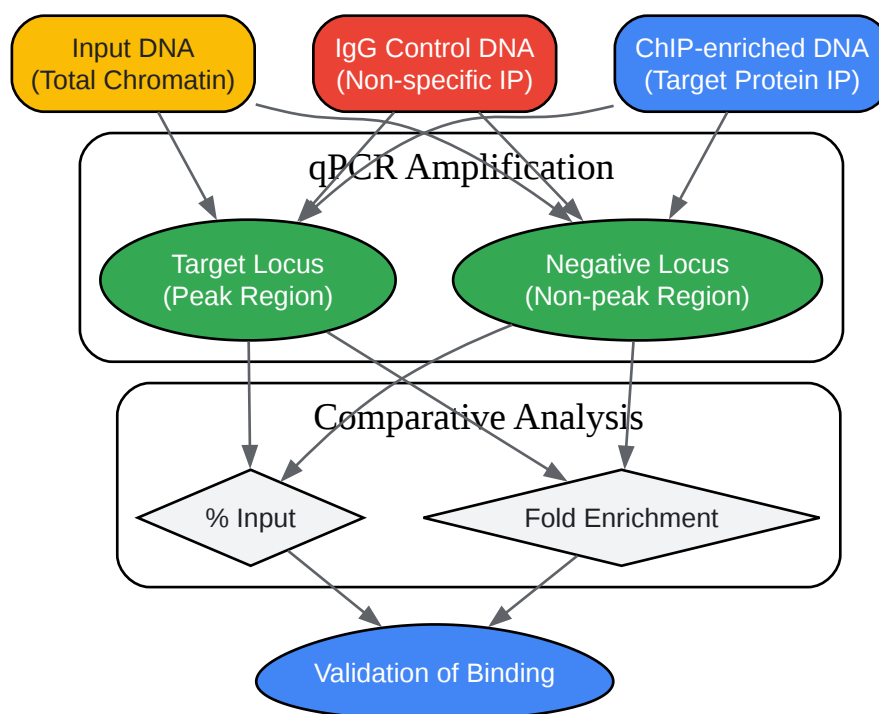 Input DNA
(Total Chromatin)
IgG Control DNA
(Non-specific IP)
ChIP-enriched DNA
(Target Protein IP)
qPCR Amplification
Target Locus
(Peak Region)
Negative Locus
(Non-peak Region)
Comparative Analysis
% Input
Fold Enrichment
Validation of Binding